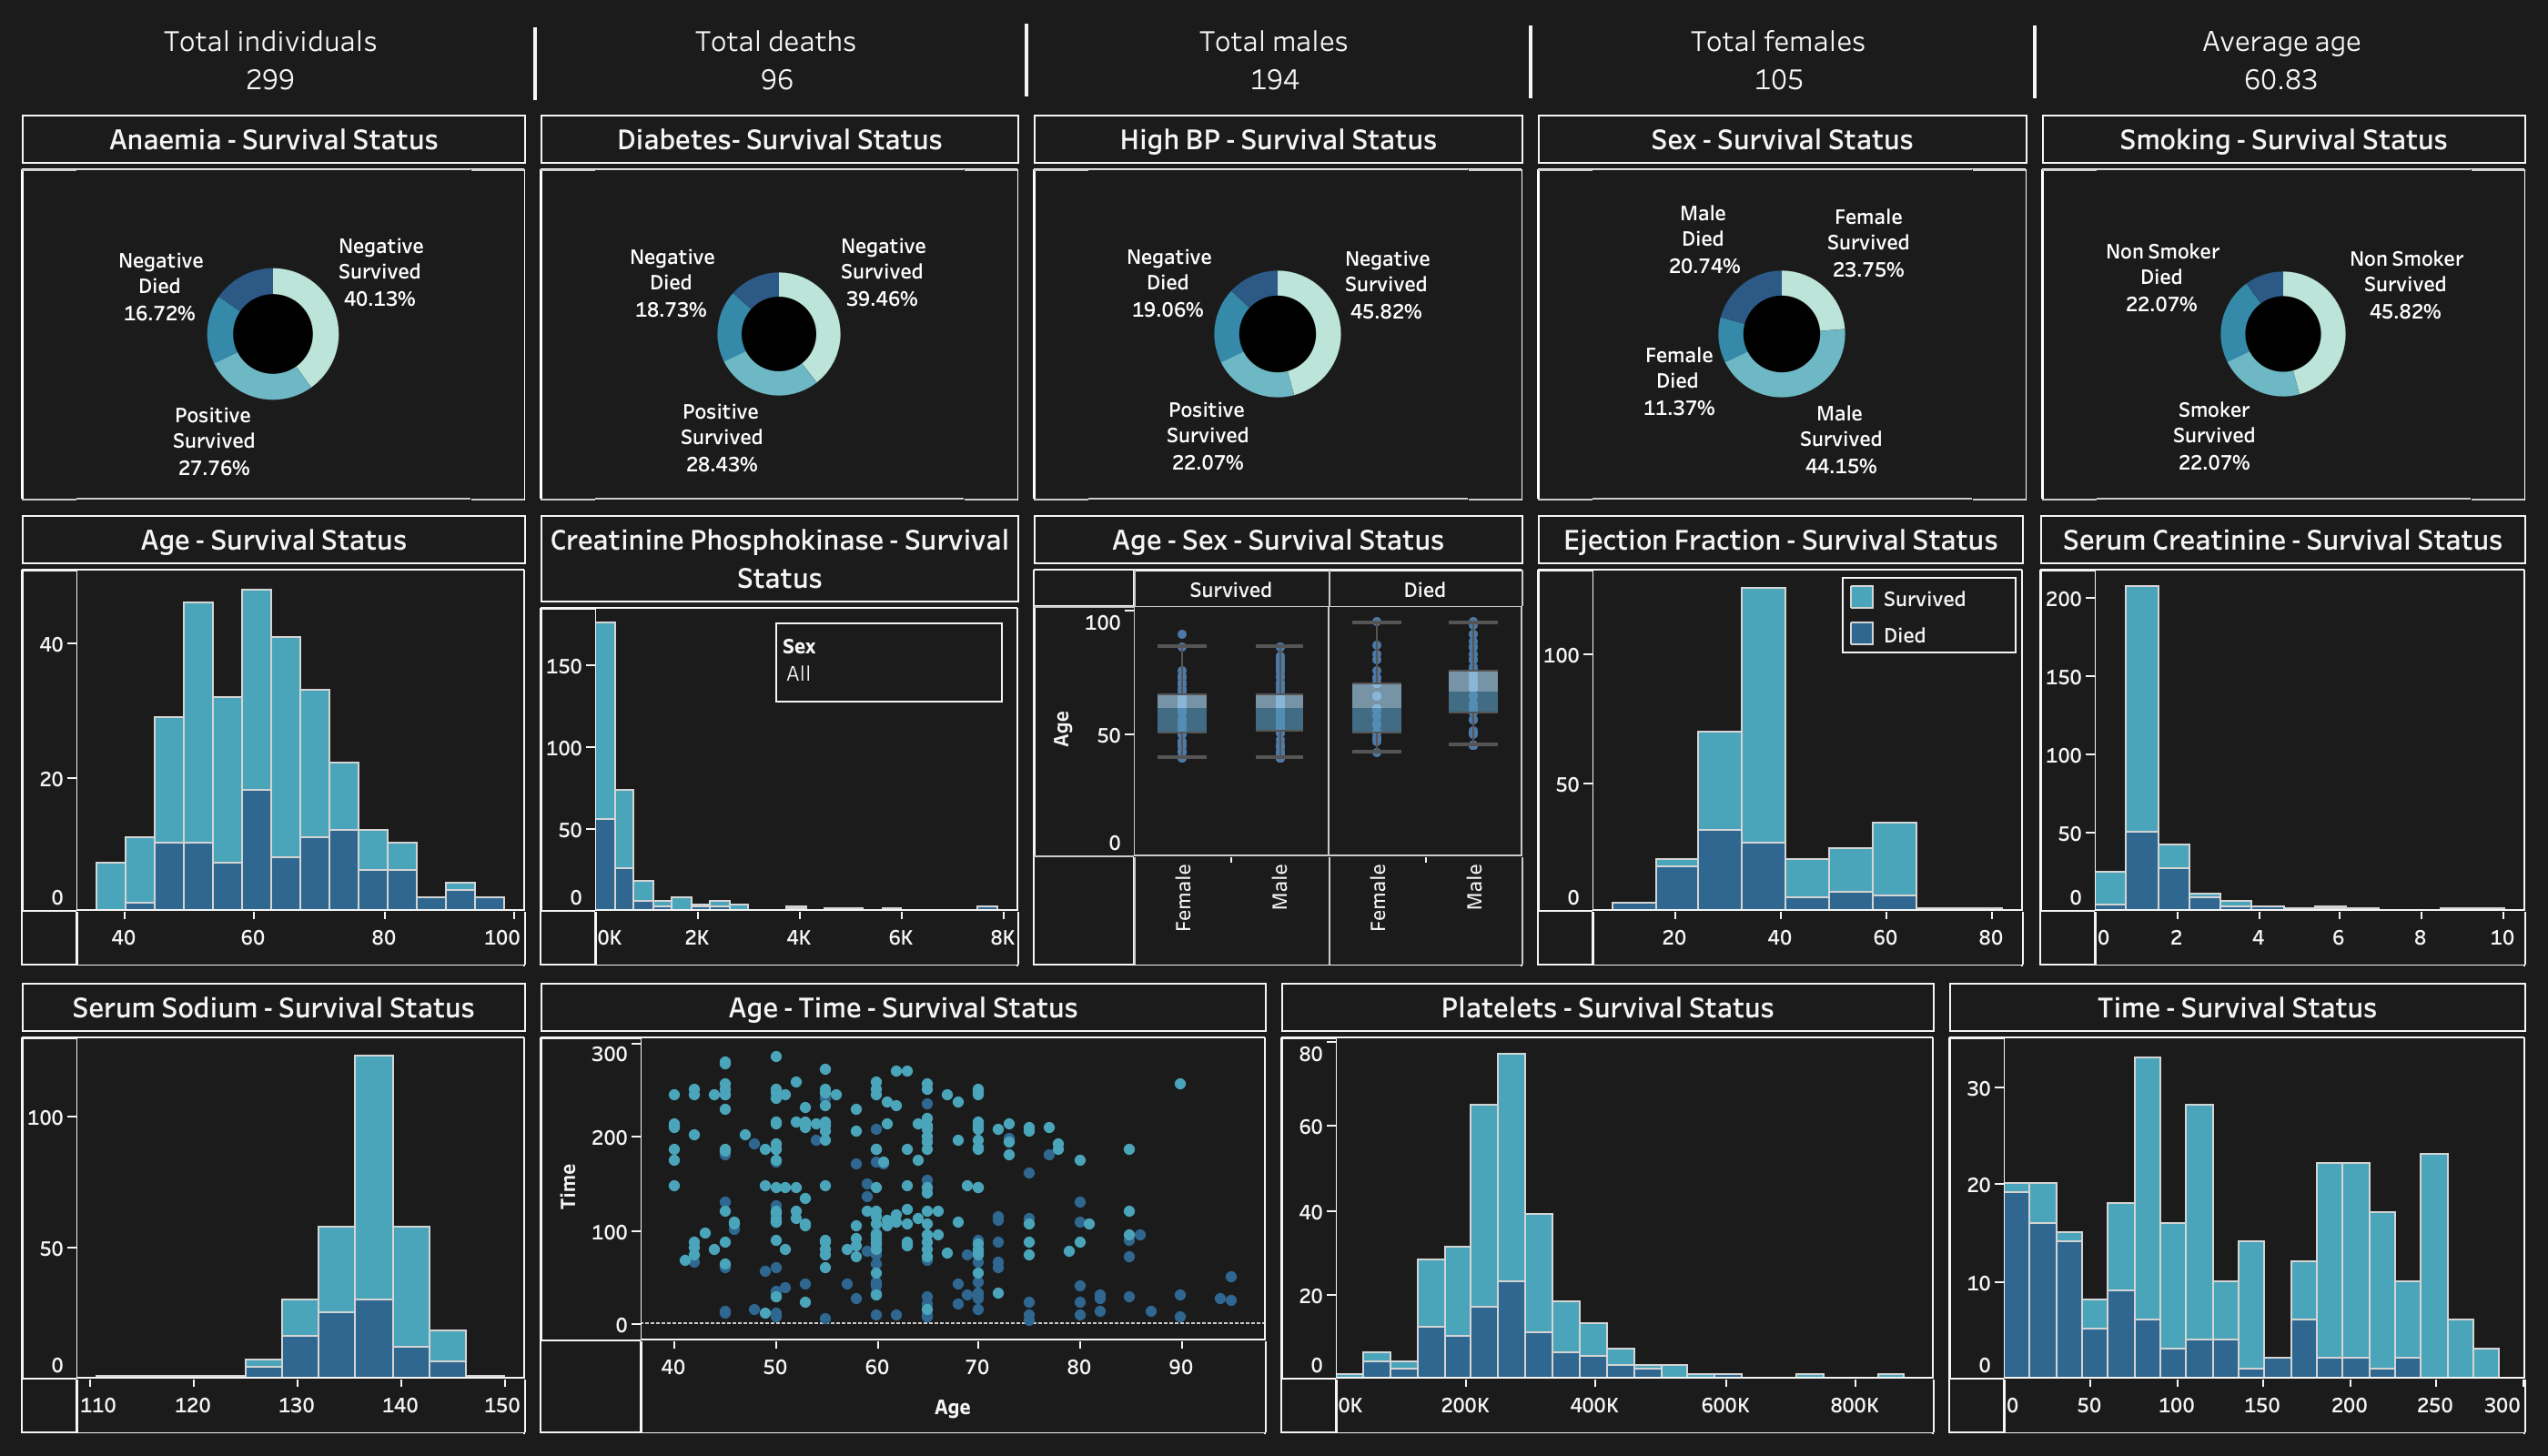 Total individuals
299
Total deaths
96
Total males
194
Total females
105
Average age
60.83
Anaemia - Survival Status
Negative
Died
16.72%
Negative
Survived
40.13%
Positive
Survived
27.76%
Diabetes- Survival Status
Negative
Died
18.73%
Negative
Survived
39.46%
Positive
Survived
28.43%
High BP - Survival Status
Negative
Died
19.06%
Negative
Survived
45.82%
Positive
Survived
22.07%
Sex - Survival Status
Male
Died
20.74%
Female
Survived
23.75%
Female
Died
11.37%
Male
Survived
44.15%
Smoking - Survival Status
Non Smoker
Died
22.07%
Non Smoker
Survived
45.82%
Smoker
Survived
22.07%
Age - Survival Status
40
20
0
40 60 80 100
Creatinine Phosphokinase - Survival
Status
Sex
All
150
100
50
0
0K 2K 4K 6K 8K
Age - Sex - Survival Status
Survived Died
Age
100
50
0
Female Male Female Male
Ejection Fraction - Survival Status
Survived
Died
100
50
0
20 40 60 80
Serum Creatinine - Survival Status
200
150
100
50
0
0 2 4 6 8 10
Serum Sodium - Survival Status
100
50
0
110 120 130 140 150
Age - Time - Survival Status
Time
300
200
100
0
40 50 60 70 80 90
Age
Platelets - Survival Status
80
60
40
20
0
0K 200K 400K 600K 800K
Time - Survival Status
30
20
10
0
0 50 100 150 200 250 300